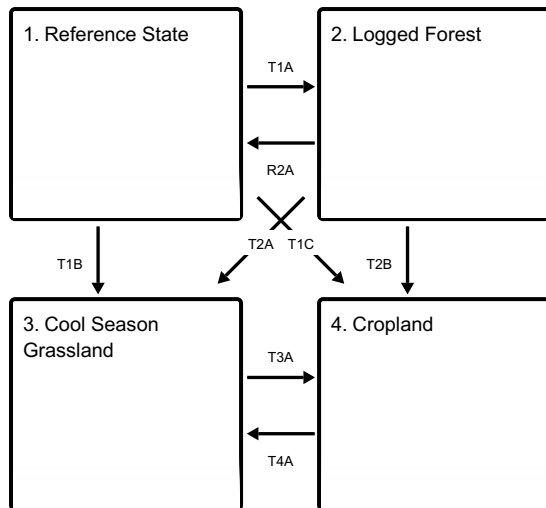 1. Reference State
2. Logged Forest
T1A
R2A
T1B
T2A
T1C
T2B
3. Cool Season
Grassland
4. Cropland
T3A
T4A